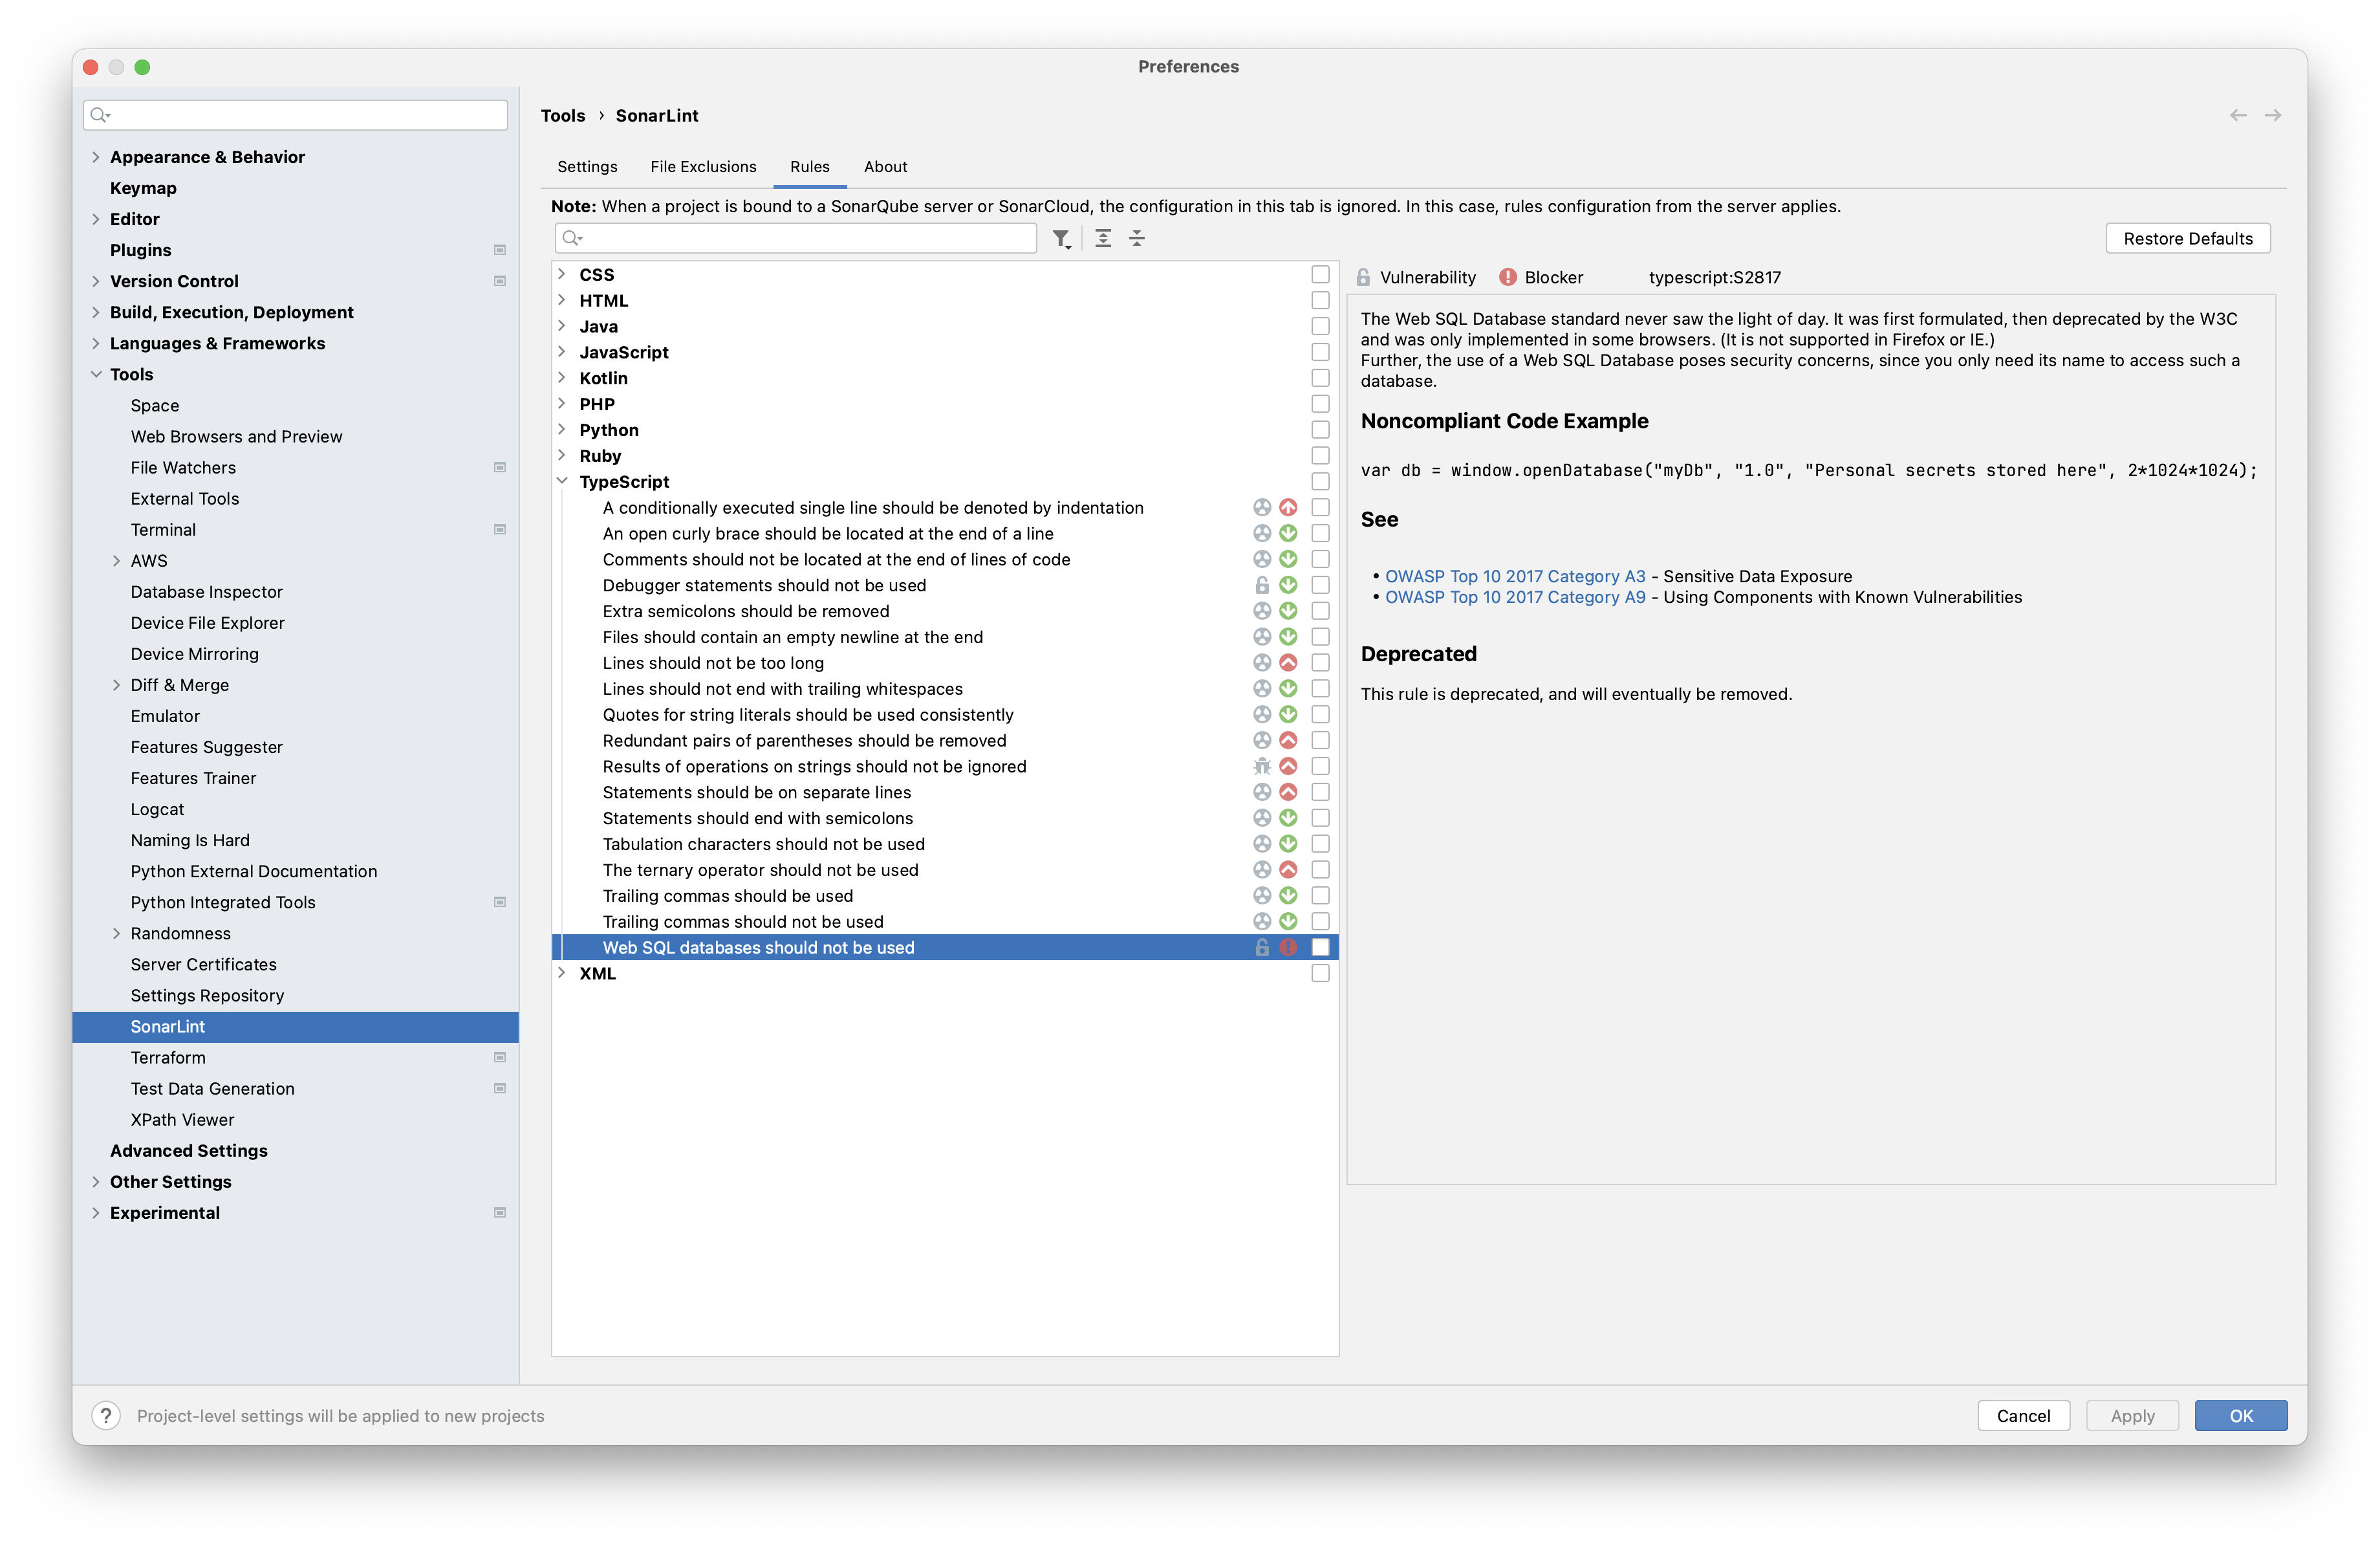 Preferences
Appearance & Behavior
Keymap
Editor
Plugins
Version Control
Build, Execution, Deployment
Languages & Frameworks
Tools
Space
Web Browsers and Preview
File Watchers
External Tools
Terminal
AWS
Database Inspector
Device File Explorer
Device Mirroring
Diff & Merge
Emulator
Features Suggester
Features Trainer
Logcat
Naming Is Hard
Python External Documentation
Python Integrated Tools
Randomness
Server Certificates
Settings Repository
SonarLint
Terraform
Test Data Generation
XPath Viewer
Advanced Settings
Other Settings
Experimental
Tools › SonarLint
Settings File Exclusions Rules About
Note: When a project is bound to a SonarQube server or SonarCloud, the configuration in this tab is ignored. In this case, rules configuration from the server applies.
Restore Defaults
CSS
HTML
Java
JavaScript
Kotlin
PHP
Python
Ruby
TypeScript
A conditionally executed single line should be denoted by indentation
An open curly brace should be located at the end of a line
Comments should not be located at the end of lines of code
Debugger statements should not be used
Extra semicolons should be removed
Files should contain an empty newline at the end
Lines should not be too long
Lines should not end with trailing whitespaces
Quotes for string literals should be used consistently
Redundant pairs of parentheses should be removed
Results of operations on strings should not be ignored
Statements should be on separate lines
Statements should end with semicolons
Tabulation characters should not be used
The ternary operator should not be used
Trailing commas should be used
Trailing commas should not be used
Web SQL databases should not be used
XML
Vulnerability Blocker typescript:S2817
The Web SQL Database standard never saw the light of day. It was first formulated, then deprecated by the W3C
and was only implemented in some browsers. (It is not supported in Firefox or IE.)
Further, the use of a Web SQL Database poses security concerns, since you only need its name to access such a
database.
Noncompliant Code Example
var db = window.openDatabase("myDb", "1.0", "Personal secrets stored here", 2*1024*1024);
See
• OWASP Top 10 2017 Category A3 - Sensitive Data Exposure
• OWASP Top 10 2017 Category A9 - Using Components with Known Vulnerabilities
Deprecated
This rule is deprecated, and will eventually be removed.
? Project-level settings will be applied to new projects
Cancel Apply OK